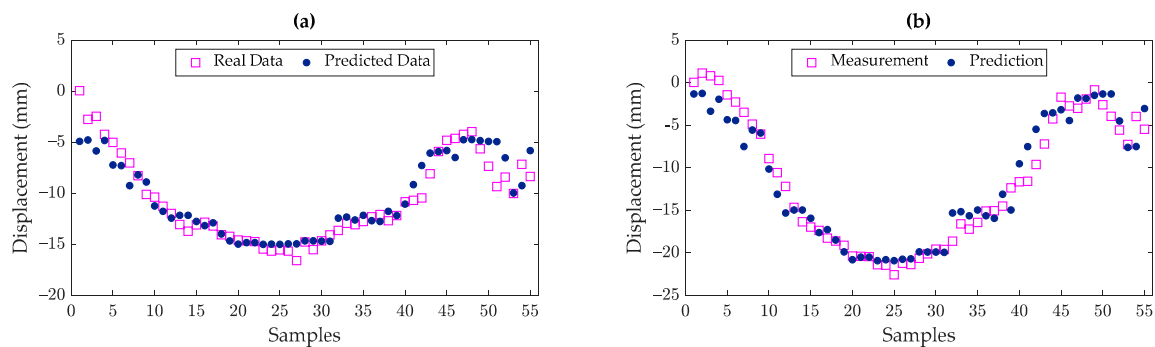 (a)
Real Data Predicted Data
Displacement (mm)
5
0
−5
−10
−15
−20
0 5 10 15 20 25 30 35 40 45 50 55
Samples
(b)
Measurement Prediction
Displacement (mm)
5
0
-5
−10
−15
−20
−25
0 5 10 15 20 25 30 35 40 45 50 55
Samples